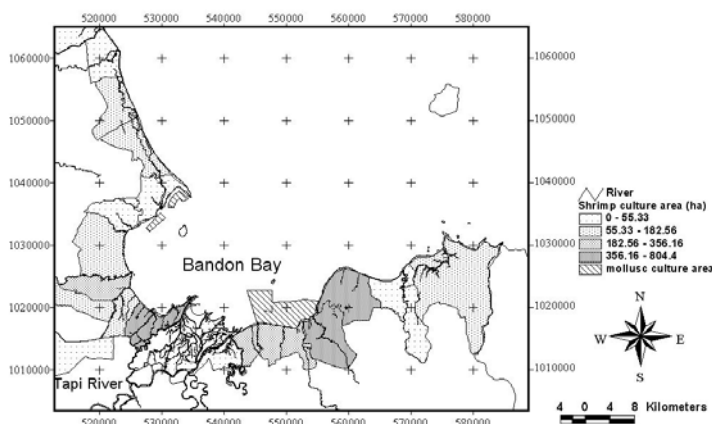 520000 530000 540000 550000 560000 570000 580000
1060000 1060000
1050000 1050000
1040000 1040000
1030000 1030000
1020000 1020000
1010000 1010000
Bandon Bay
Tapi River
520000 530000 540000 550000 560000 570000 580000
River
Shrimp culture area (ha)
0 - 55.33
55.33 - 182.56
182.56 - 356.16
356.16 - 804.4
mollusc culture area
N
W E
S
4 0 4 8 Kilometers